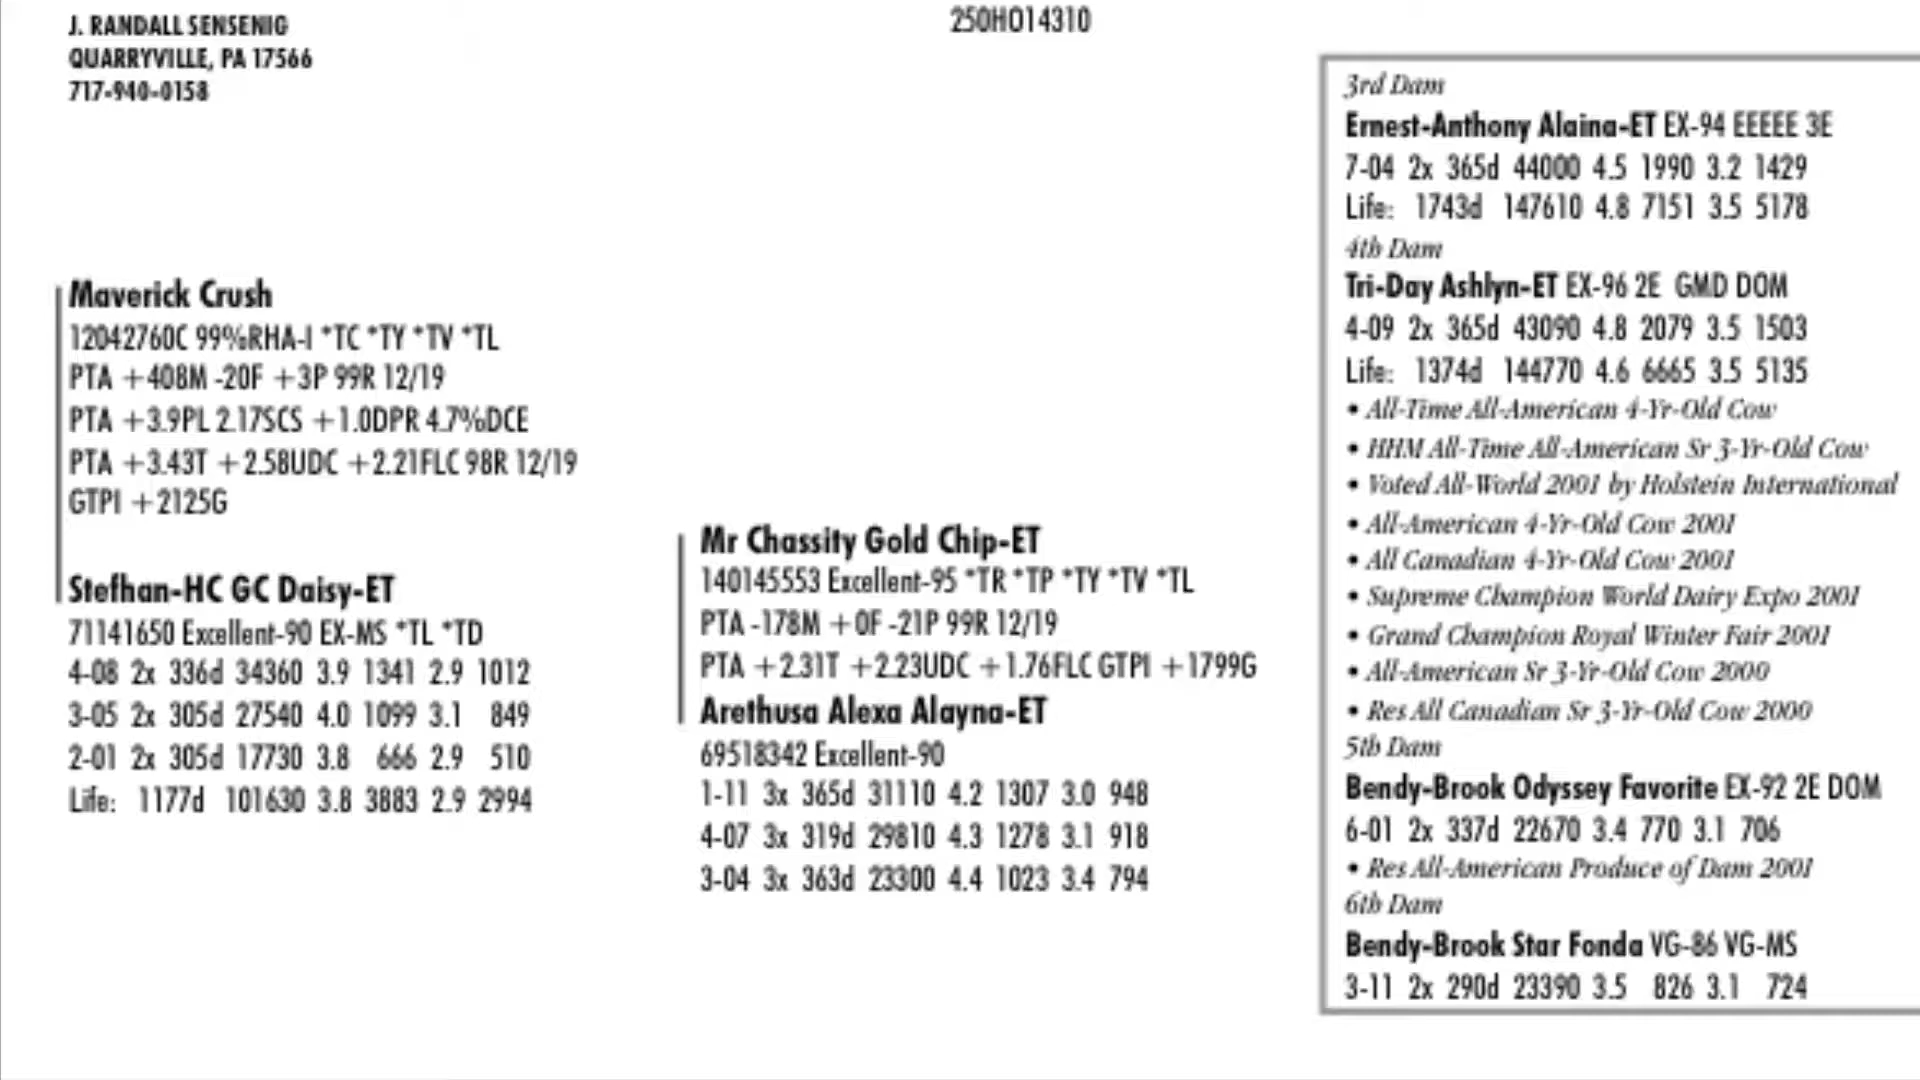 J. RANDALL SENSENIG
QUARRYVILLE, PA 17566
717-940-0158
250HO14310
Maverick Crush
12042760C 99%RHA-I *TC *TY *TV *TL
PTA +408M -20F +3P 99R 12/19
PTA +3.9PL 2.17SCS +1.0DPR 4.7%DCE
PTA +3.43T +2.58UDC +2.21FLC 98R 12/19
GTPI +2125G
Stefhan-HC GC Daisy-ET
71141650 Excellent-90 EX-MS *TL *TD
4-08 2x 336d 34360 3.9 1341 2.9 1012
3-05 2x 305d 27540 4.0 1099 3.1 849
2-01 2x 305d 17730 3.8 666 2.9 510
Life: 1177d 101630 3.8 3883 2.9 2994
Mr Chassity Gold Chip-ET
140145553 Excellent-95 *TR *TP *TY *TV *TL
PTA -178M +0F -21P 99R 12/19
PTA +2.31T +2.23UDC +1.76FLC GTPI +1799G
Arethusa Alexa Alayna-ET
69518342 Excellent-90
1-11 3x 365d 31110 4.2 1307 3.0 948
4-07 3x 319d 29810 4.3 1278 3.1 918
3-04 3x 363d 23300 4.4 1023 3.4 794
3rd Dam
Ernest-Anthony Alaina-ET EX-94 EEEEE 3E
7-04 2x 365d 44000 4.5 1990 3.2 1429
Life: 1743d 147610 4.8 7151 3.5 5178
4th Dam
Tri-Day Ashlyn-ET EX-96 2E GMD DOM
4-09 2x 365d 43090 4.8 2079 3.5 1503
Life: 1374d 144770 4.6 6665 3.5 5135
• All-Time All-American 4-Yr-Old Cow
• HHM All-Time All-American Sr 3-Yr-Old Cow
• Voted All-World 2001 by Holstein International
• All-American 4-Yr-Old Cow 2001
• All Canadian 4-Yr-Old Cow 2001
• Supreme Champion World Dairy Expo 2001
• Grand Champion Royal Winter Fair 2001
• All-American Sr 3-Yr-Old Cow 2000
• Res All Canadian Sr 3-Yr-Old Cow 2000
5th Dam
Bendy-Brook Odyssey Favorite EX-92 2E DOM
6-01 2x 337d 22670 3.4 770 3.1 706
• Res All-American Produce of Dam 2001
6th Dam
Bendy-Brook Star Fonda VG-86 VG-MS
3-11 2x 290d 23390 3.5 826 3.1 724